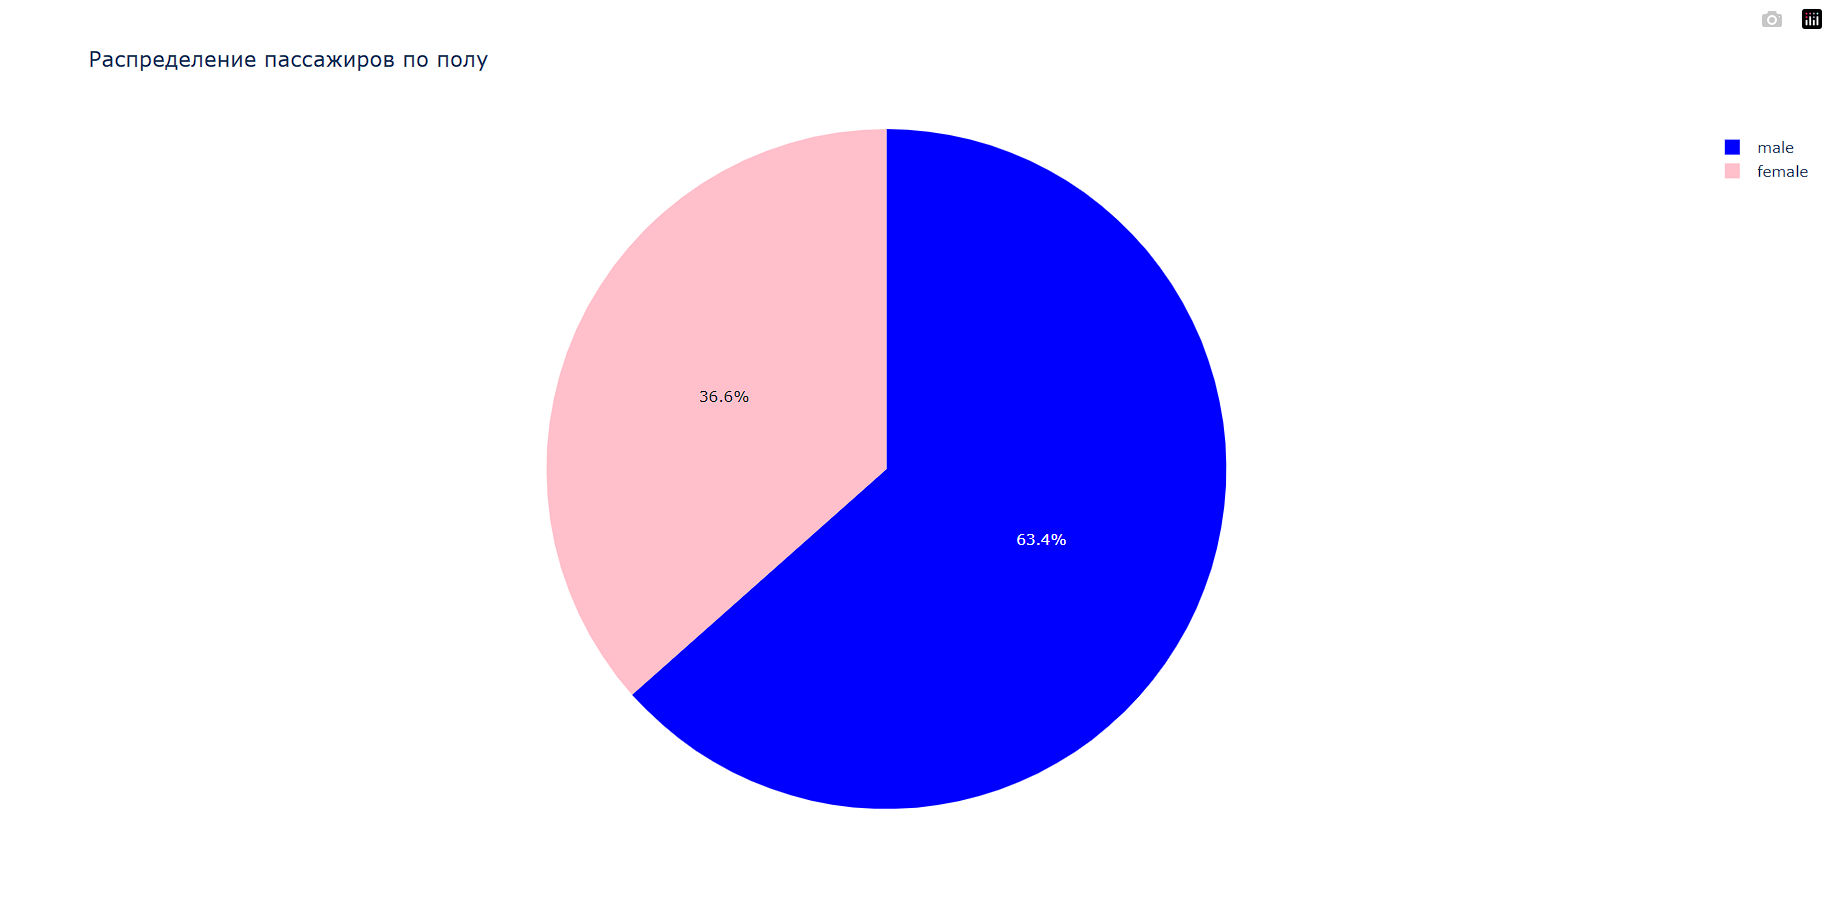 Распределение пассажиров по полу
male
female
36.6%
63.4%